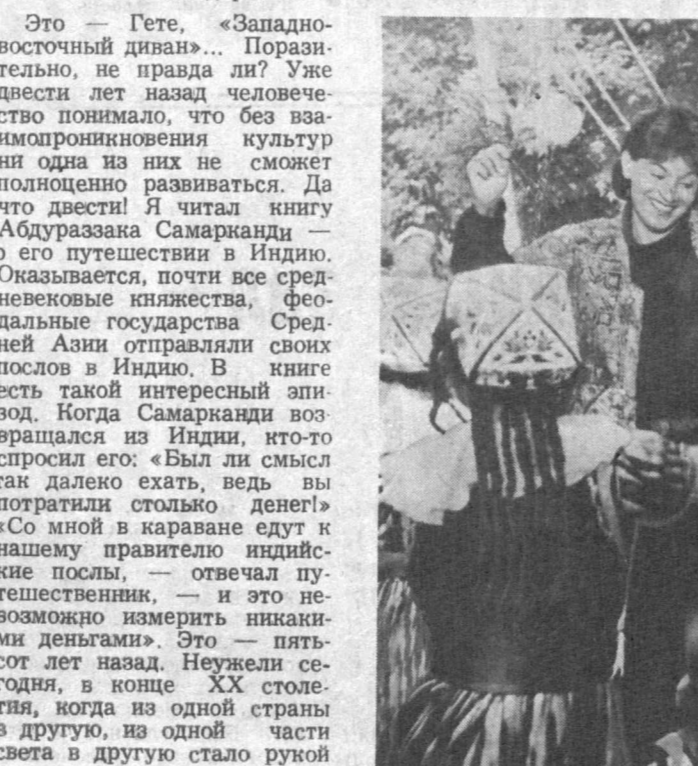 Это — Гете, «Западно-
восточный диван»... Порази-
тельно, не правда ли? Уже
двести лет назад человече-
ство понимало, что без вза-
имопроникновения культур
ни одна из них не сможет
полноценно развиваться. Да
что двести! Я читал книгу
Абдураззака Самарканди —
о его путешествии в Индию.
Оказывается, почти все сред-
невековые княжества, фео-
дальные государства Сред-
ней Азии отправляли своих
послов в Индию. В книге
есть такой интересный эпи-
зод. Когда Самарканди воз-
вращался из Индии, кто-то
спросил его: «Был ли смысл
так далеко ехать, ведь вы
потратили столько денег!»
«Со мной в караване едут к
нашему правителю индийс-
кие послы, — отвечал пу-
тешественник, — и это не-
возможно измерить никаки-
ми деньгами». Это — пять-
сот лет назад. Неужели се-
годня, в конце XX столе-
тия, когда из одной страны
в другую, из одной части
света в другую стало рукой